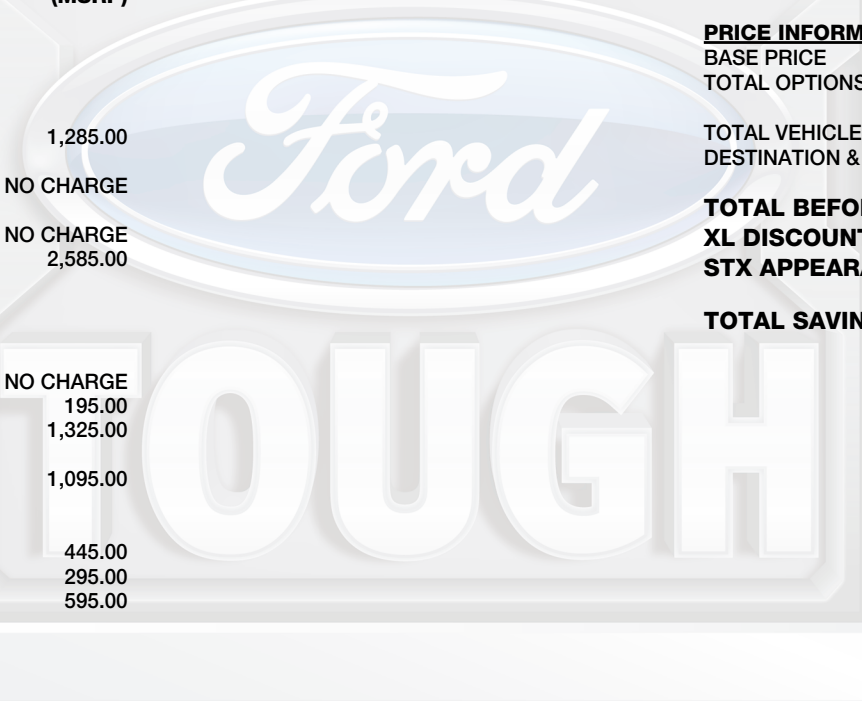 (MSRP)
1,285.00
NO CHARGE
NO CHARGE
2,585.00
NO CHARGE
195.00
1,325.00
1,095.00
445.00
295.00
595.00
Ford
TOUGH
PRICE INFORM
BASE PRICE
TOTAL OPTIONS
TOTAL VEHICLE
DESTINATION &
TOTAL BEFO
XL DISCOUNT
STX APPEARA
TOTAL SAVIN